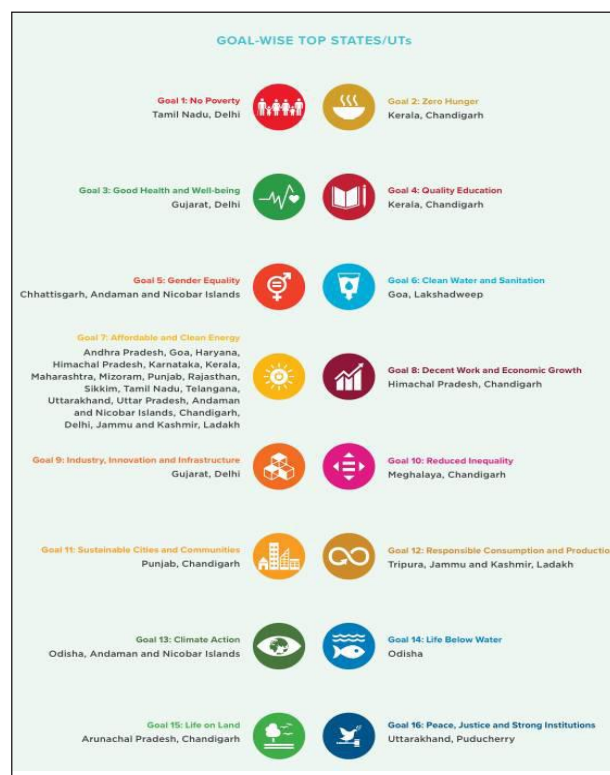 GOAL-WISE TOP STATES/UTs
Goal 1: No Poverty
Tamil Nadu, Delhi
Goal 2: Zero Hunger
Kerala, Chandigarh
Goal 3: Good Health and Well-being
Gujarat, Delhi
Goal 4: Quality Education
Kerala, Chandigarh
Goal 5: Gender Equality
Chhattisgarh, Andaman and Nicobar Islands
Goal 6: Clean Water and Sanitation
Goa, Lakshadweep
Goal 7: Affordable and Clean Energy
Andhra Pradesh, Goa, Haryana,
Himachal Pradesh, Karnataka, Kerala,
Maharashtra, Mizoram, Punjab, Rajasthan,
Sikkim, Tamil Nadu, Telangana,
Uttarakhand, Uttar Pradesh, Andaman
and Nicobar Islands, Chandigarh,
Delhi, Jammu and Kashmir, Ladakh
Goal 8: Decent Work and Economic Growth
Himachal Pradesh, Chandigarh
Goal 9: Industry, Innovation and Infrastructure
Gujarat, Delhi
Goal 10: Reduced Inequality
Meghalaya, Chandigarh
Goal 11: Sustainable Cities and Communities
Punjab, Chandigarh
Goal 12: Responsible Consumption and Productio
Tripura, Jammu and Kashmir, Ladakh
Goal 13: Climate Action
Odisha, Andaman and Nicobar Islands
Goal 14: Life Below Water
Odisha
Goal 15: Life on Land
Arunachal Pradesh, Chandigarh
Goal 16: Peace, Justice and Strong Institutions
Uttarakhand, Puducherry